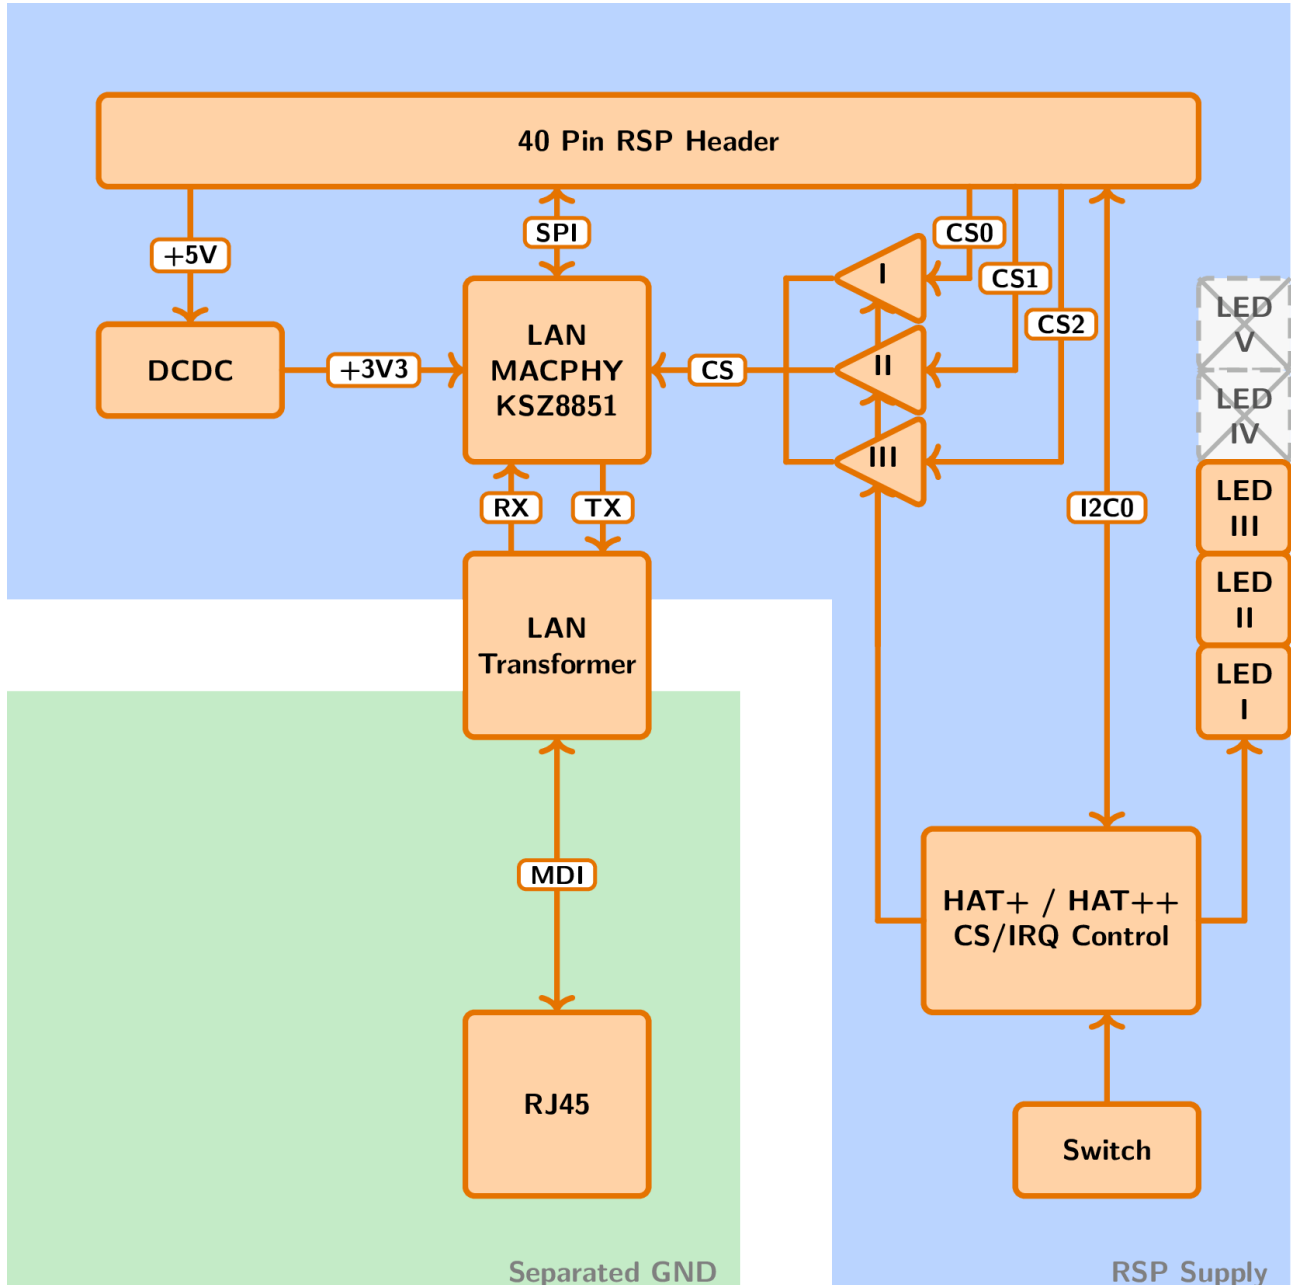 40 Pin RSP Header
+5V
SPI
CS0
CS1
CS2
I
II
III
DCDC
+3V3
LAN
MACPHY
KSZ8851
CS
LED
V
LED
IV
LED
III
LED
II
LED
I
RX
TX
I2C0
LAN
Transformer
MDI
HAT+ / HAT++
CS/IRQ Control
RJ45
Switch
Separated GND
RSP Supply